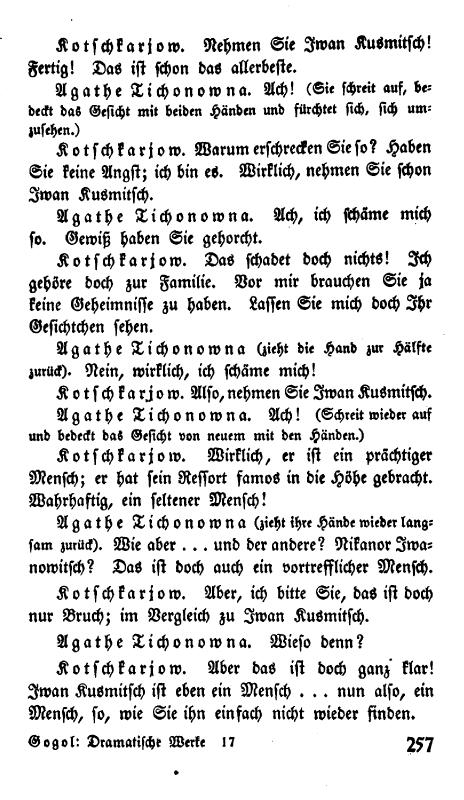 Kotschkarjow. Nehmen Sie Iwan Kusmitsch!
Fertig! Das ist schon das allerbeste.
Agathe Tichonowna. Ach! (Sie schreit auf, be-
deckt das Gesicht mit beiden Händen und fürchtet sich, sich um-
zusehen.)
Kotschkarjow. Warum erschrecken Sie so? Haben
Sie keine Angst; ich bin es. Wirklich, nehmen Sie schon
Iwan Kusmitsch.
Agathe Tichonowna. Ach, ich schäme mich
so. Gewiß haben Sie gehorcht.
Kotschkarjow. Das schadet doch nichts! Ich
gehöre doch zur Familie. Vor mir brauchen Sie ja
keine Geheimnisse zu haben. Lassen Sie mich doch Ihr
Gesichtchen sehen.
Agathe Tichonowna (zieht die Hand zur Hälfte
zurück). Nein, wirklich, ich schäme mich!
Kotschkarjow. Also, nehmen Sie Iwan Kusmitsch.
Agathe Tichonowna. Ach! (Schreit wieder auf
und bedeckt das Gesicht von neuem mit den Händen.)
Kotschkarjow. Wirklich, er ist ein prächtiger
Mensch; er hat sein Ressort famos in die Höhe gebracht.
Wahrhaftig, ein seltener Mensch!
Agathe Tichonowna (zieht ihre Hände wieder lang-
sam zurück). Wie aber ... und der andere? Nikanor Iwa-
nowitsch? Das ist doch auch ein vortrefflicher Mensch.
Kotschkarjow. Aber, ich bitte Sie, das ist doch
nur Bruch; im Vergleich zu Iwan Kusmitsch.
Agathe Tichonowna. Wieso denn?
Kotschkarjow. Aber das ist doch ganz klar!
Iwan Kusmitsch ist eben ein Mensch ... nun also, ein
Mensch, so, wie Sie ihn einfach nicht wieder finden.
Gogol: Dramatische Werke 17 257